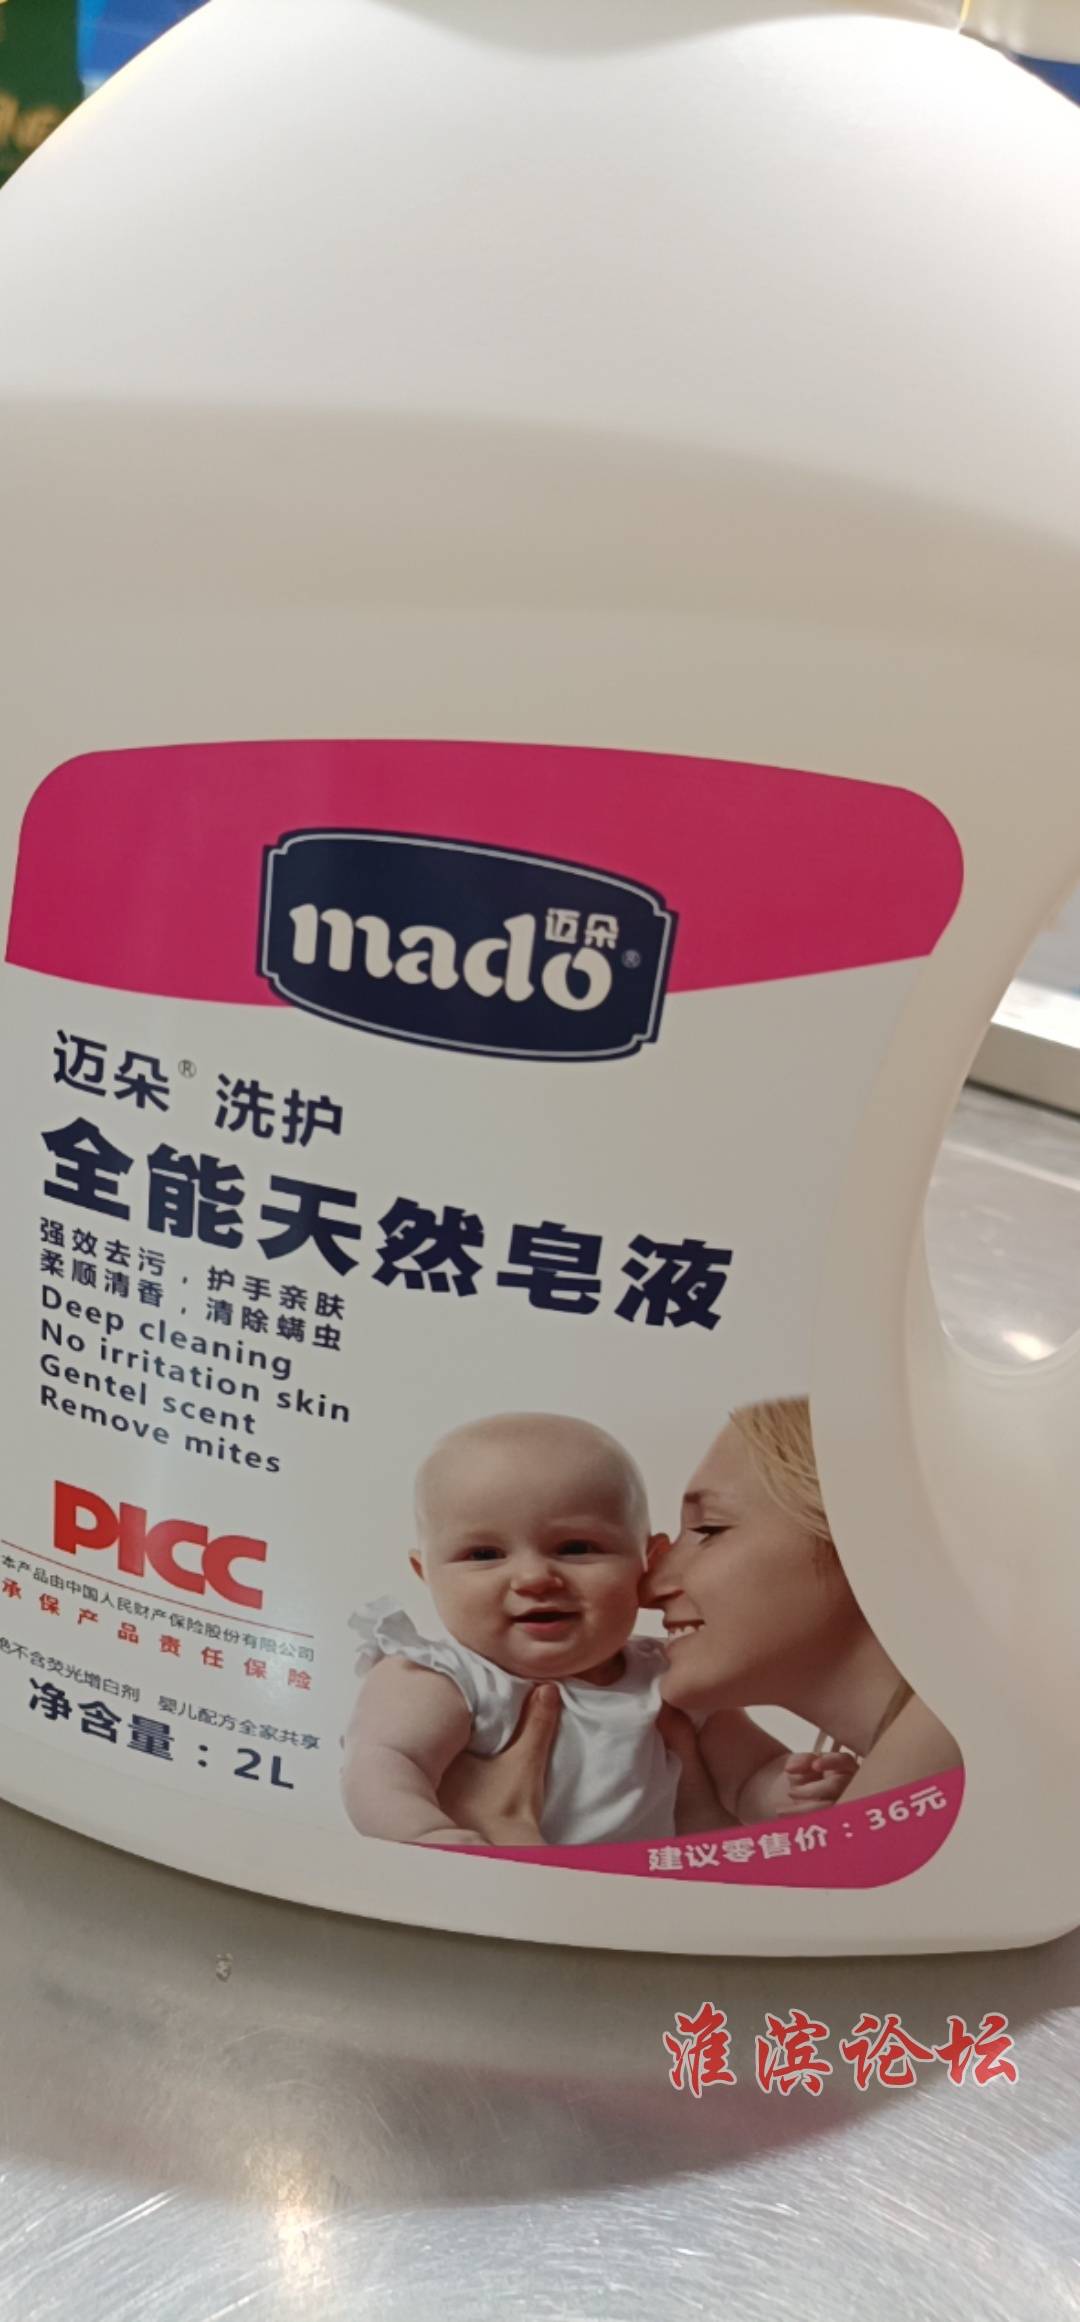 迈朵
mado®
迈朵® 洗护
全能天然皂液
强效去污，护手亲肤
柔顺清香，清除螨虫
Deep cleaning
No irritation skin
Gentel scent
Remove mites
PICC
本产品由中国人民财产保险股份有限公司
承保产品责任保险
不含荧光增白剂 婴儿配方全家共享
净含量：2L
建议零售价：36元
淮滨论坛